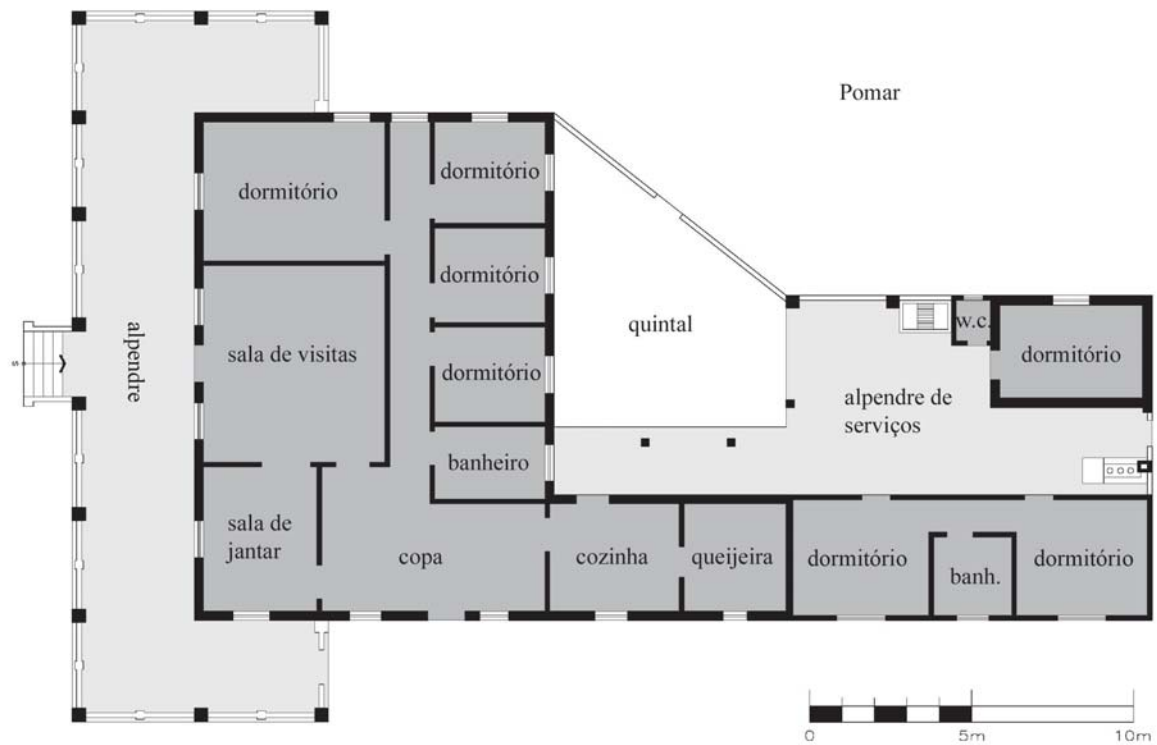 Pomar
dormitório
dormitório
dormitório
alpendre
sala de visitas
quintal
w.c.
dormitório
s
dormitório
alpendre de
serviços
banheiro
sala de
jantar
copa
cozinha
queijeira
dormitório
banh.
dormitório
0
5m
10m